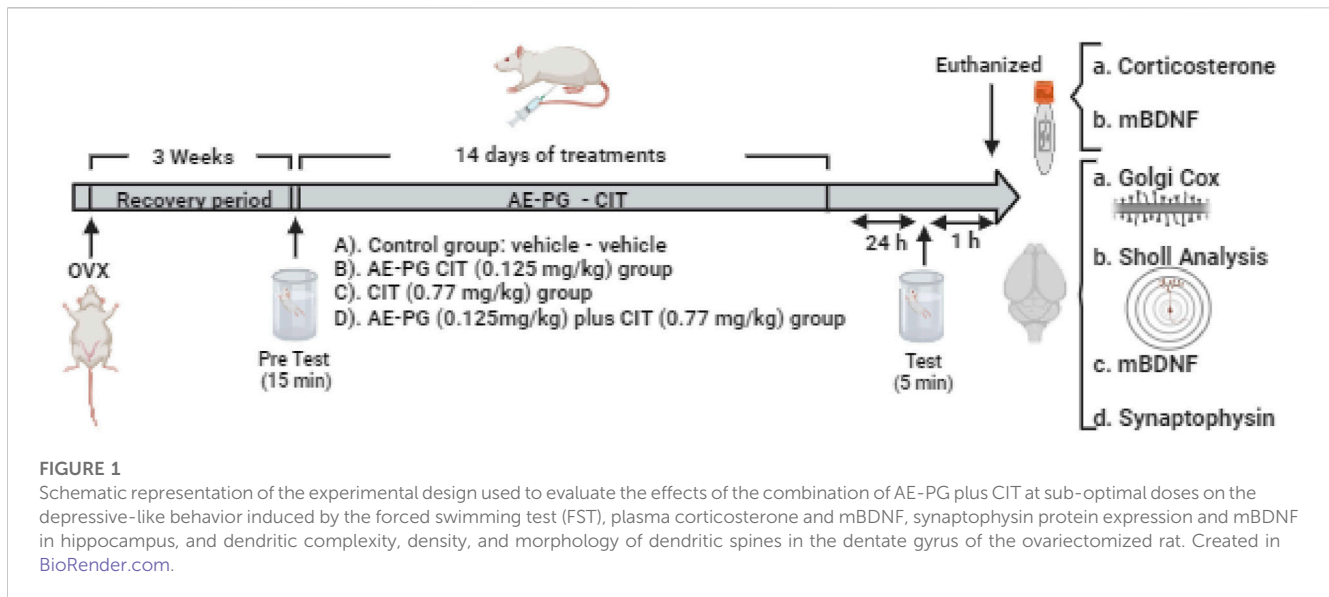 Euthanized
a. Corticosterone
b. mBDNF
3 Weeks
14 days of treatments
Recovery period
AE-PG - CIT
24 h
1 h
OVX
Pre Test
(15 min)
A). Control group: vehicle - vehicle
B). AE-PG CIT (0.125 mg/kg) group
C). CIT (0.77 mg/kg) group
D). AE-PG (0.125mg/kg) plus CIT (0.77 mg/kg) group
Test
(5 min)
a. Golgi Cox
b. Sholl Analysis
c. mBDNF
d. Synaptophysin
FIGURE 1
Schematic representation of the experimental design used to evaluate the effects of the combination of AE-PG plus CIT at sub-optimal doses on the
depressive-like behavior induced by the forced swimming test (FST), plasma corticosterone and mBDNF, synaptophysin protein expression and mBDNF
in hippocampus, and dendritic complexity, density, and morphology of dendritic spines in the dentate gyrus of the ovariectomized rat. Created in
BioRender.com.